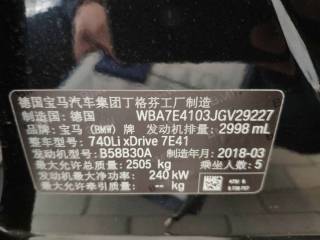 德国宝马汽车集团丁格芬工厂制造
制造国：德国 WBA7E4103JGV29227
品牌：宝马（BMW）牌 发动机排量：2998 mL
整车型号：740Li xDrive 7E41
发动机型号：B58B30A 制造年月：2018-03
最大允许总质量：2505 kg 乘坐人数：5
发动机最大净功率：240 kW
最大允许牵引质量：-- kg